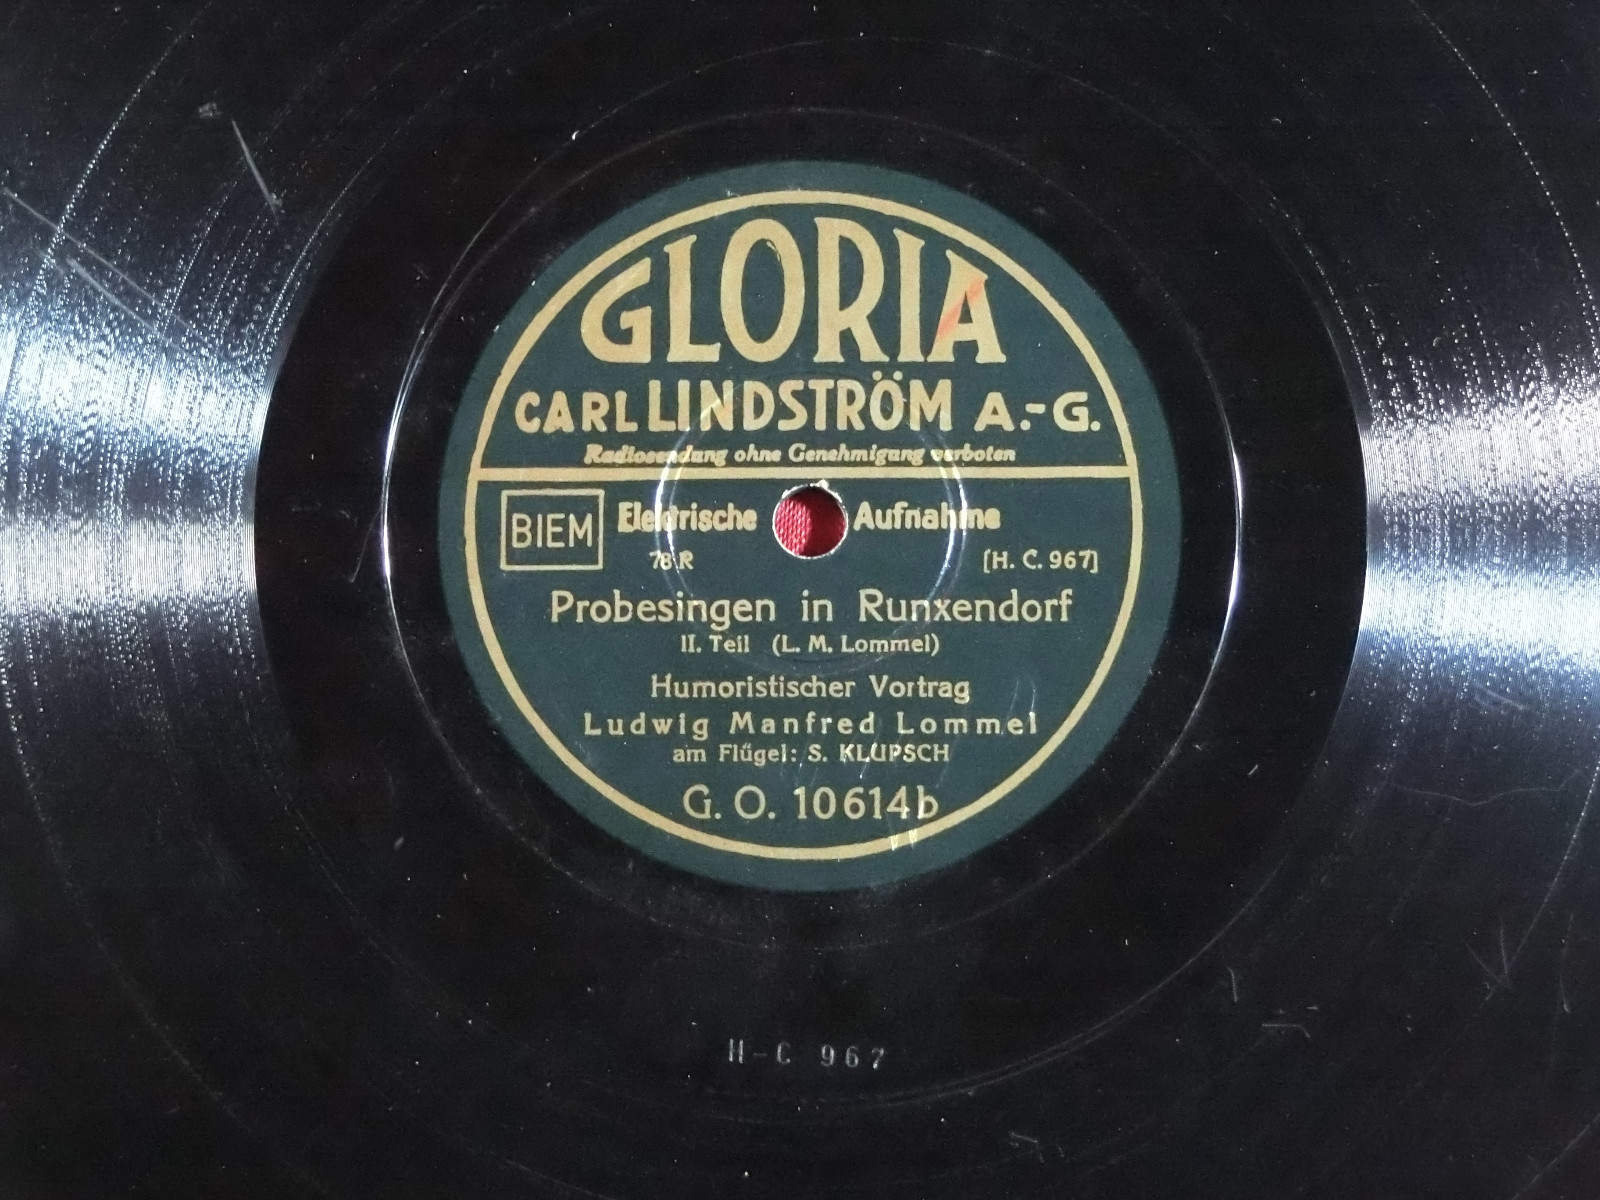 GLORIA
CARL LINDSTRÖM A.-G.
Radiosendung ohne Genehmigung verboten
BIEM Elektrische Aufnahme
78 R [H. C. 967]
Probesingen in Runxendorf
II. Teil (L. M. Lommel)
Humoristischer Vortrag
Ludwig Manfred Lommel
am Flügel: S. KLÜPSCH
G. O. 10614b
H-C 967